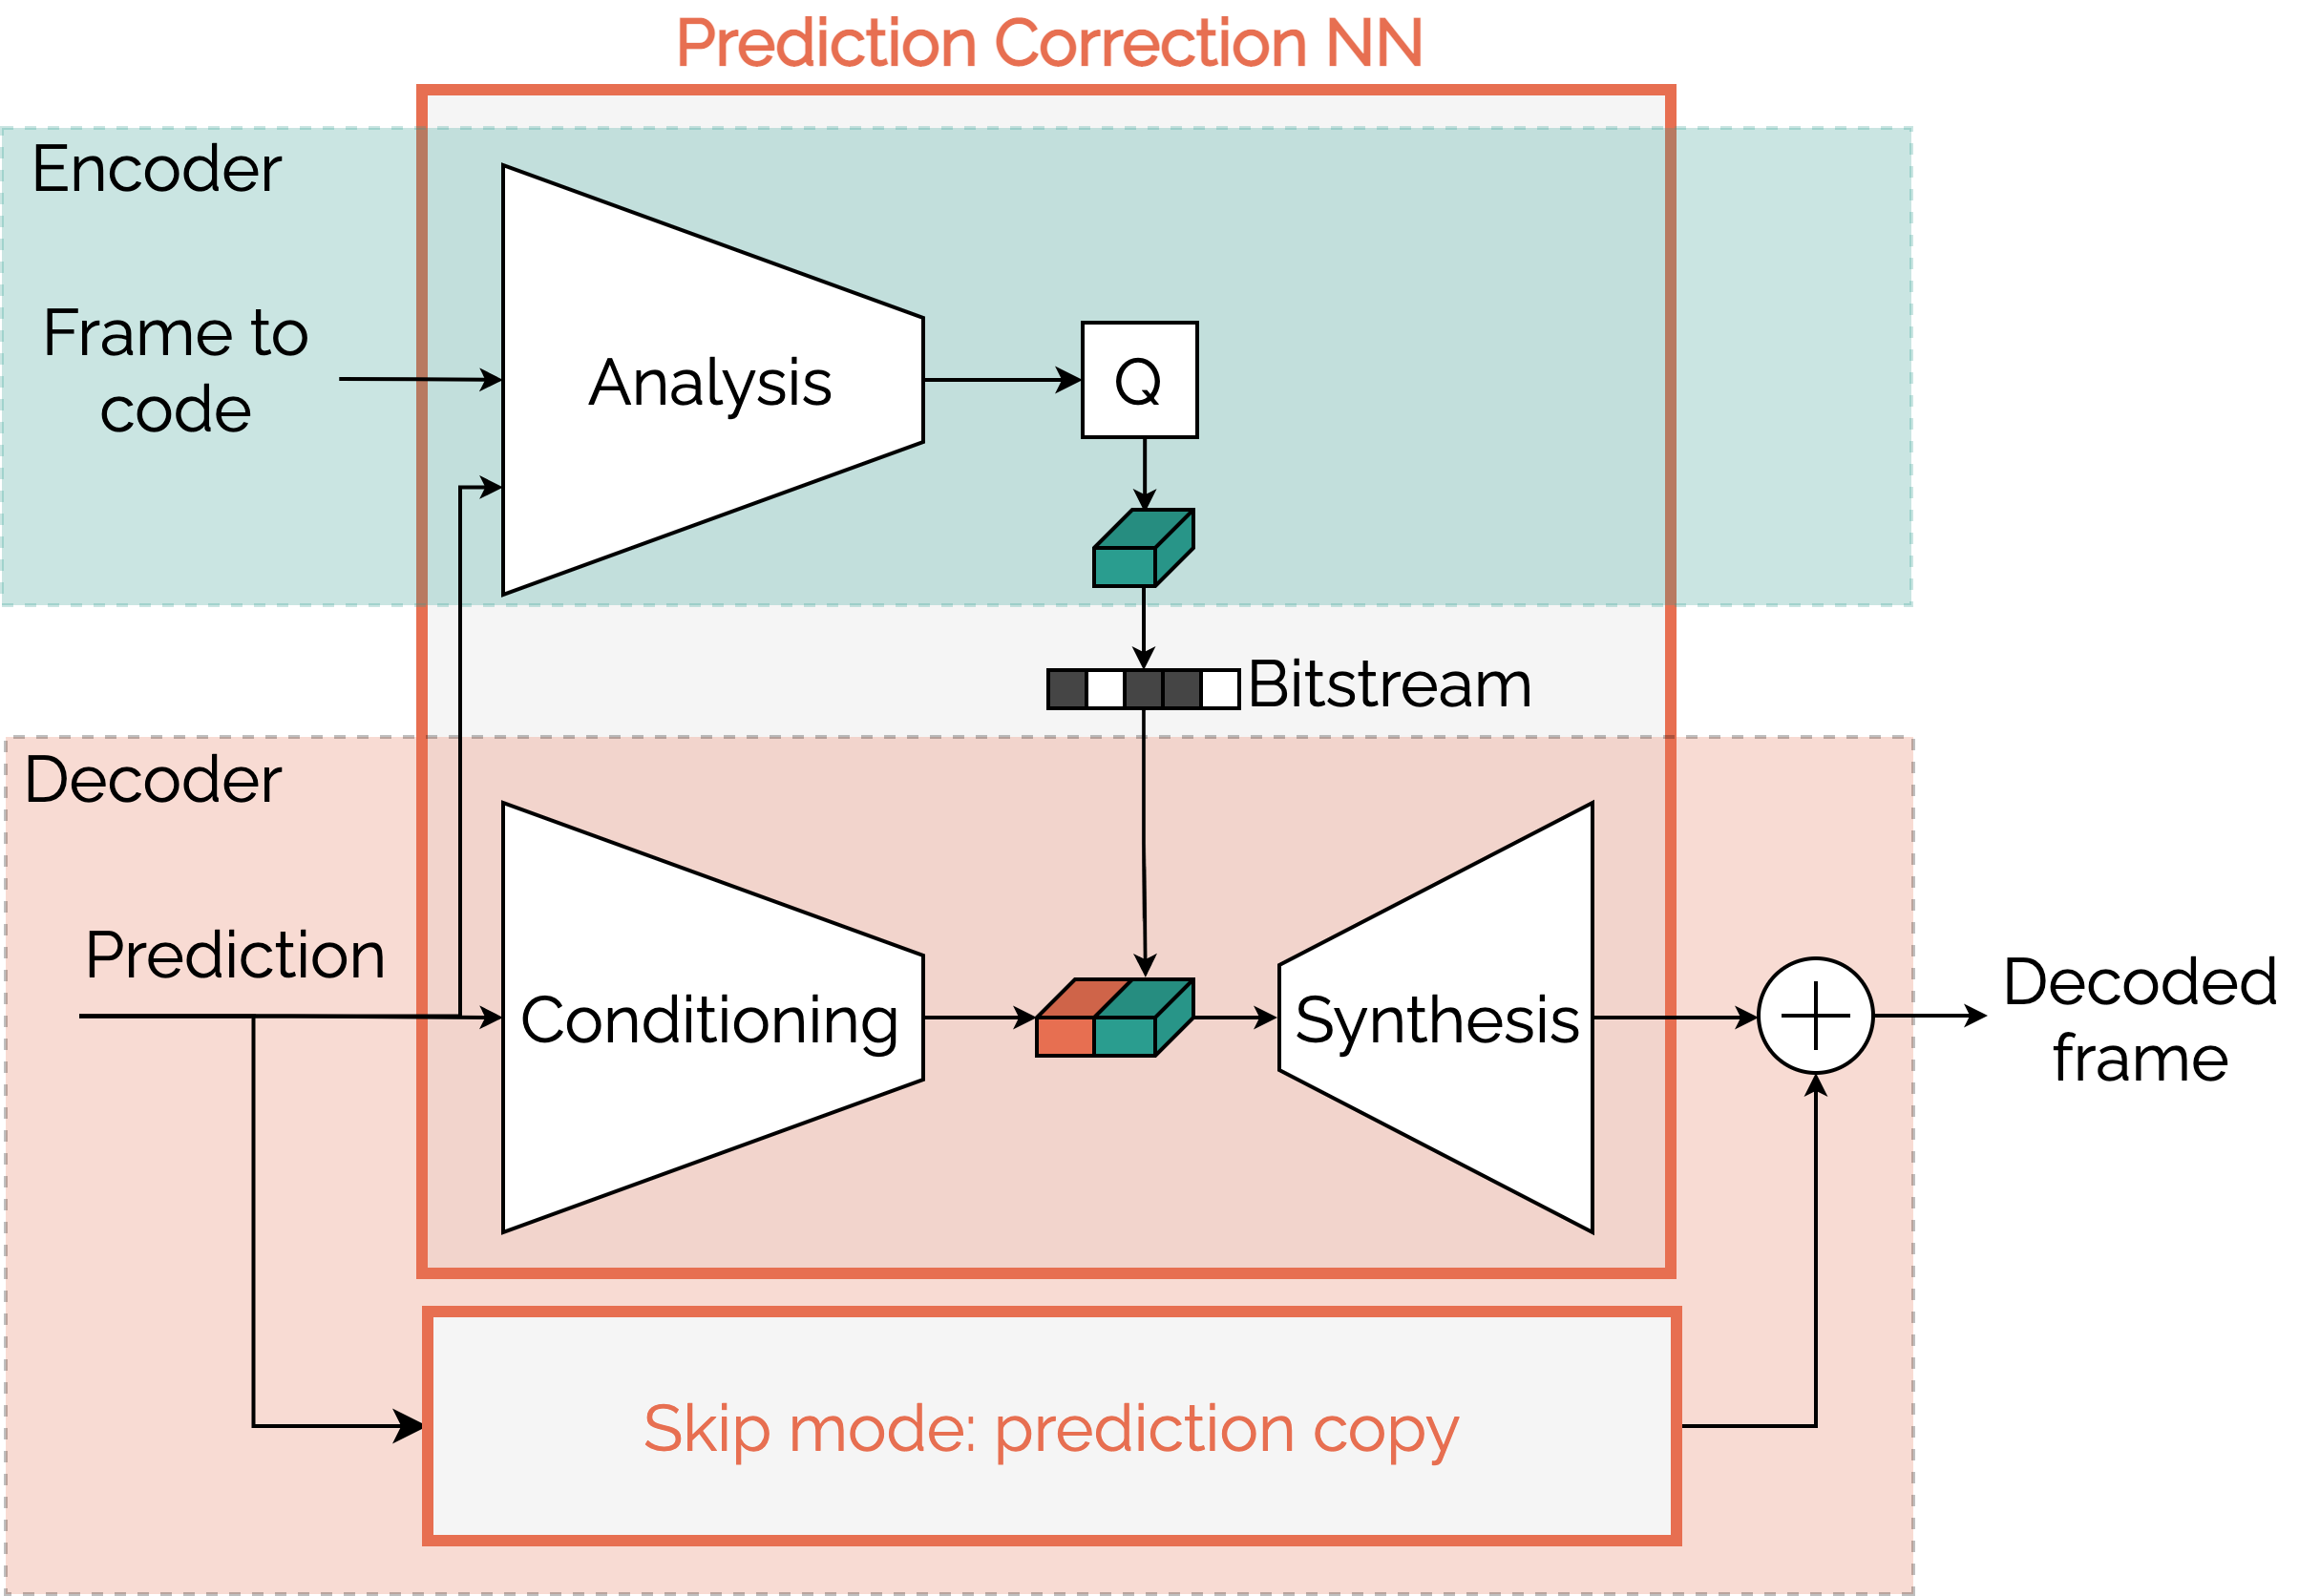 Prediction Correction NN
Encoder
Frame to
code
Analysis
Q
Bitstream
Decoder
Prediction
Conditioning
Synthesis
Decoded
frame
Skip mode: prediction copy